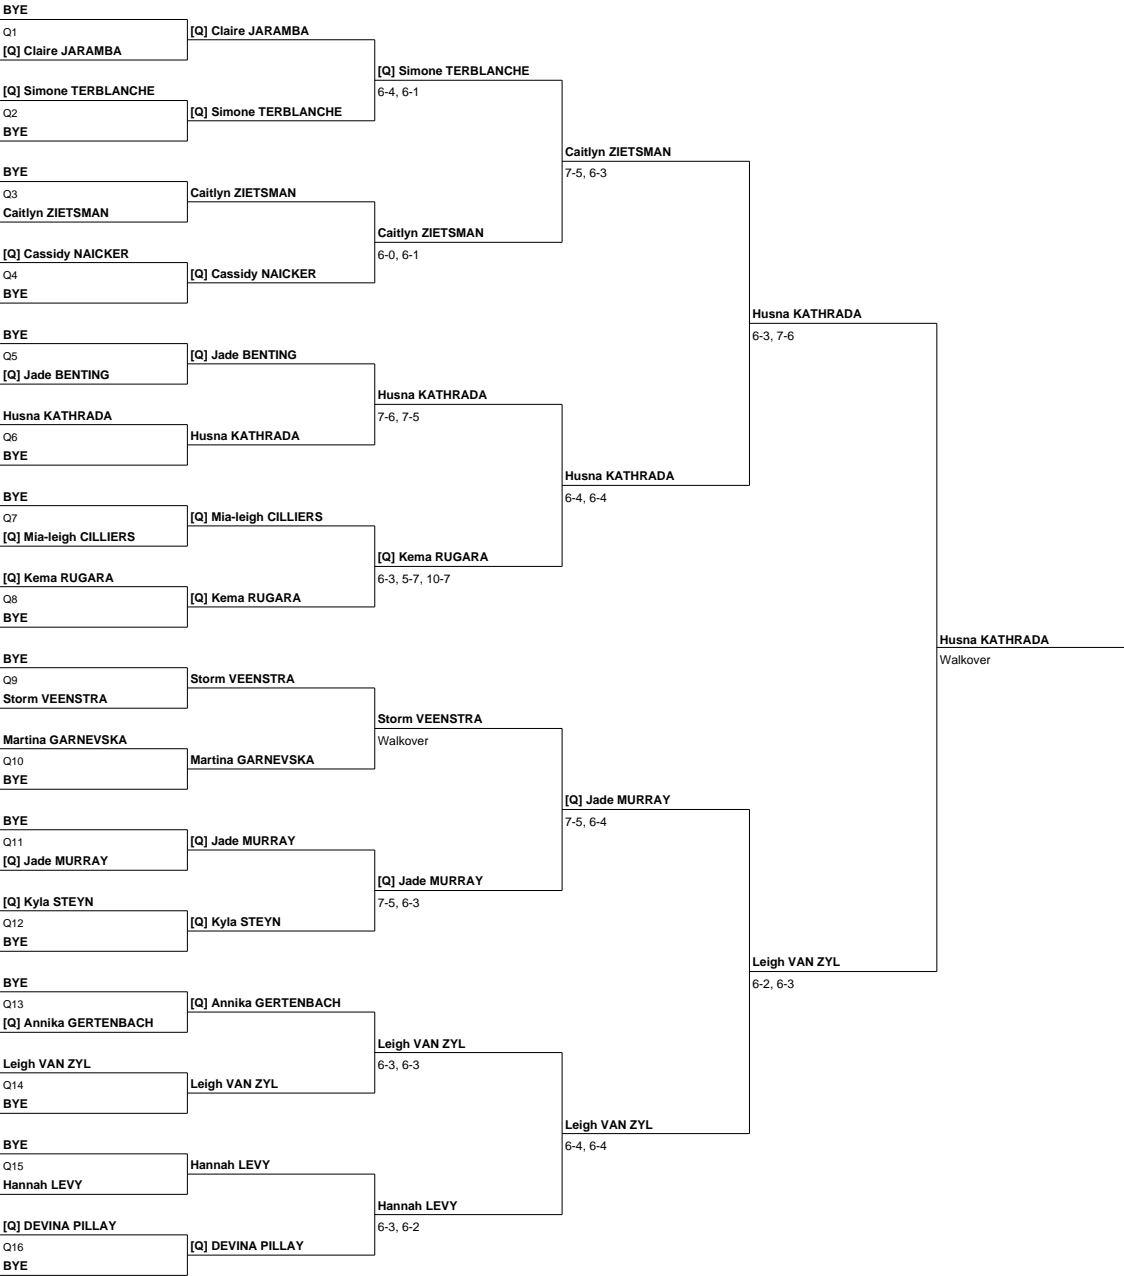 BYE
Q1
[Q] Claire JARAMBA
[Q] Simone TERBLANCHE
Q2
BYE
BYE
Q3
Caitlyn ZIETSMAN
[Q] Cassidy NAICKER
Q4
BYE
BYE
Q5
[Q] Jade BENTING
Husna KATHRADA
Q6
BYE
BYE
Q7
[Q] Mia-leigh CILLIERS
[Q] Kema RUGARA
Q8
BYE
BYE
Q9
Storm VEENSTRA
Martina GARNEVSKA
Q10
BYE
BYE
Q11
[Q] Jade MURRAY
[Q] Kyla STEYN
Q12
BYE
BYE
Q13
[Q] Annika GERTENBACH
Leigh VAN ZYL
Q14
BYE
BYE
Q15
Hannah LEVY
[Q] DEVINA PILLAY
Q16
BYE
[Q] Claire JARAMBA
[Q] Simone TERBLANCHE
Caitlyn ZIETSMAN
[Q] Cassidy NAICKER
[Q] Jade BENTING
Husna KATHRADA
[Q] Mia-leigh CILLIERS
[Q] Kema RUGARA
Storm VEENSTRA
Martina GARNEVSKA
[Q] Jade MURRAY
[Q] Kyla STEYN
[Q] Annika GERTENBACH
Leigh VAN ZYL
Hannah LEVY
[Q] DEVINA PILLAY
[Q] Simone TERBLANCHE
6-4, 6-1
Caitlyn ZIETSMAN
6-0, 6-1
Husna KATHRADA
7-6, 7-5
[Q] Kema RUGARA
6-3, 5-7, 10-7
Storm VEENSTRA
Walkover
[Q] Jade MURRAY
7-5, 6-3
Leigh VAN ZYL
6-3, 6-3
Hannah LEVY
6-3, 6-2
Caitlyn ZIETSMAN
7-5, 6-3
Husna KATHRADA
6-4, 6-4
[Q] Jade MURRAY
7-5, 6-4
Leigh VAN ZYL
6-4, 6-4
Husna KATHRADA
6-3, 7-6
Leigh VAN ZYL
6-2, 6-3
Husna KATHRADA
Walkover